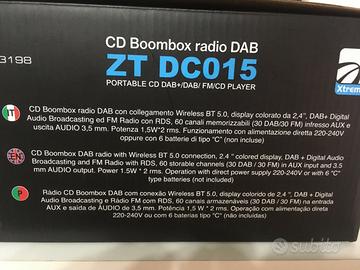 3198
CD Boombox radio DAB
ZT DC015
PORTABLE CD DAB+/DAB/ FM/CD PLAYER
Xtrem
IT
CD Boombox radio DAB con collegamento Wireless BT 5.0, display colorato da 2,4", DAB+ Digital
Audio Broadcasting ed FM Radio con RDS, 60 canali memorizzabili (30 DAB/30 FM) infresso AUX e
uscita AUDIO 3,5 mm. Potenza 1,5W*2 rms. Funzionamento con alimentazione diretta 220-240V
oppure con 6 batterie di tipo "C" (non incluse)
EN
CD Boombox radio DAB with Wireless BT 5.0 connection, 2,4" colored display, DAB + Digital Audio
Broadcasting and FM Radio with RDS, 60 storable channels (30 DAB / 30 FM) in AUX input and 3.5
mm AUDIO output. Power 1.5W * 2 rms. Operation with direct power supply 220-240V or with 6 "C"
type batteries (not included)
P
Ràdio CD Boombox DAB com conexão Wireless BT 5.0, display colorido de 2,4", DAB+ Digital
Audio Broadcasting e Rádio FM com RDS, 60 canais armazenáveis (30 DAB/30 FM) na entrada
AUX e saída de ÁUDIO 3,5 mm. Potência 1,5W * 2 rms. Operação com alimentação direta
220-240V ou com 6 baterias tipo "C" (não incluídas)
subito